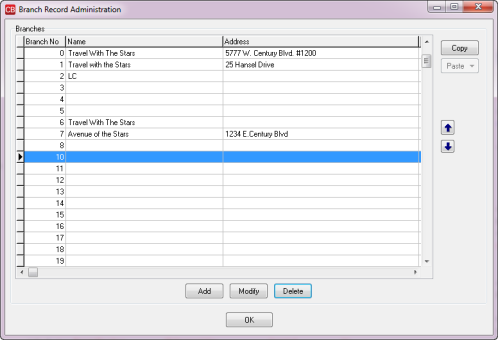 CB Branch Record Administration
Branches
Branch No Name Address
0 Travel With The Stars 5777 W. Century Blvd. #1200
1 Travel with the Stars 25 Hansel Drive
2 LC
3
4
5
6 Travel With The Stars
7 Avenue of the Stars 1234 E.Century Blvd
8
10
11
12
13
14
15
16
17
18
19
Copy
Paste
Add Modify Delete
OK